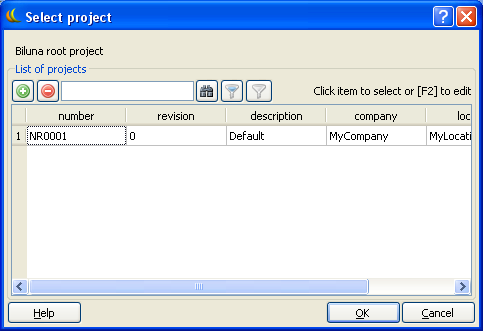 Select project
Biluna root project
List of projects
Click item to select or [F2] to edit
number revision description company loc
1 NR0001 0 Default MyCompany MyLocati
Help OK Cancel